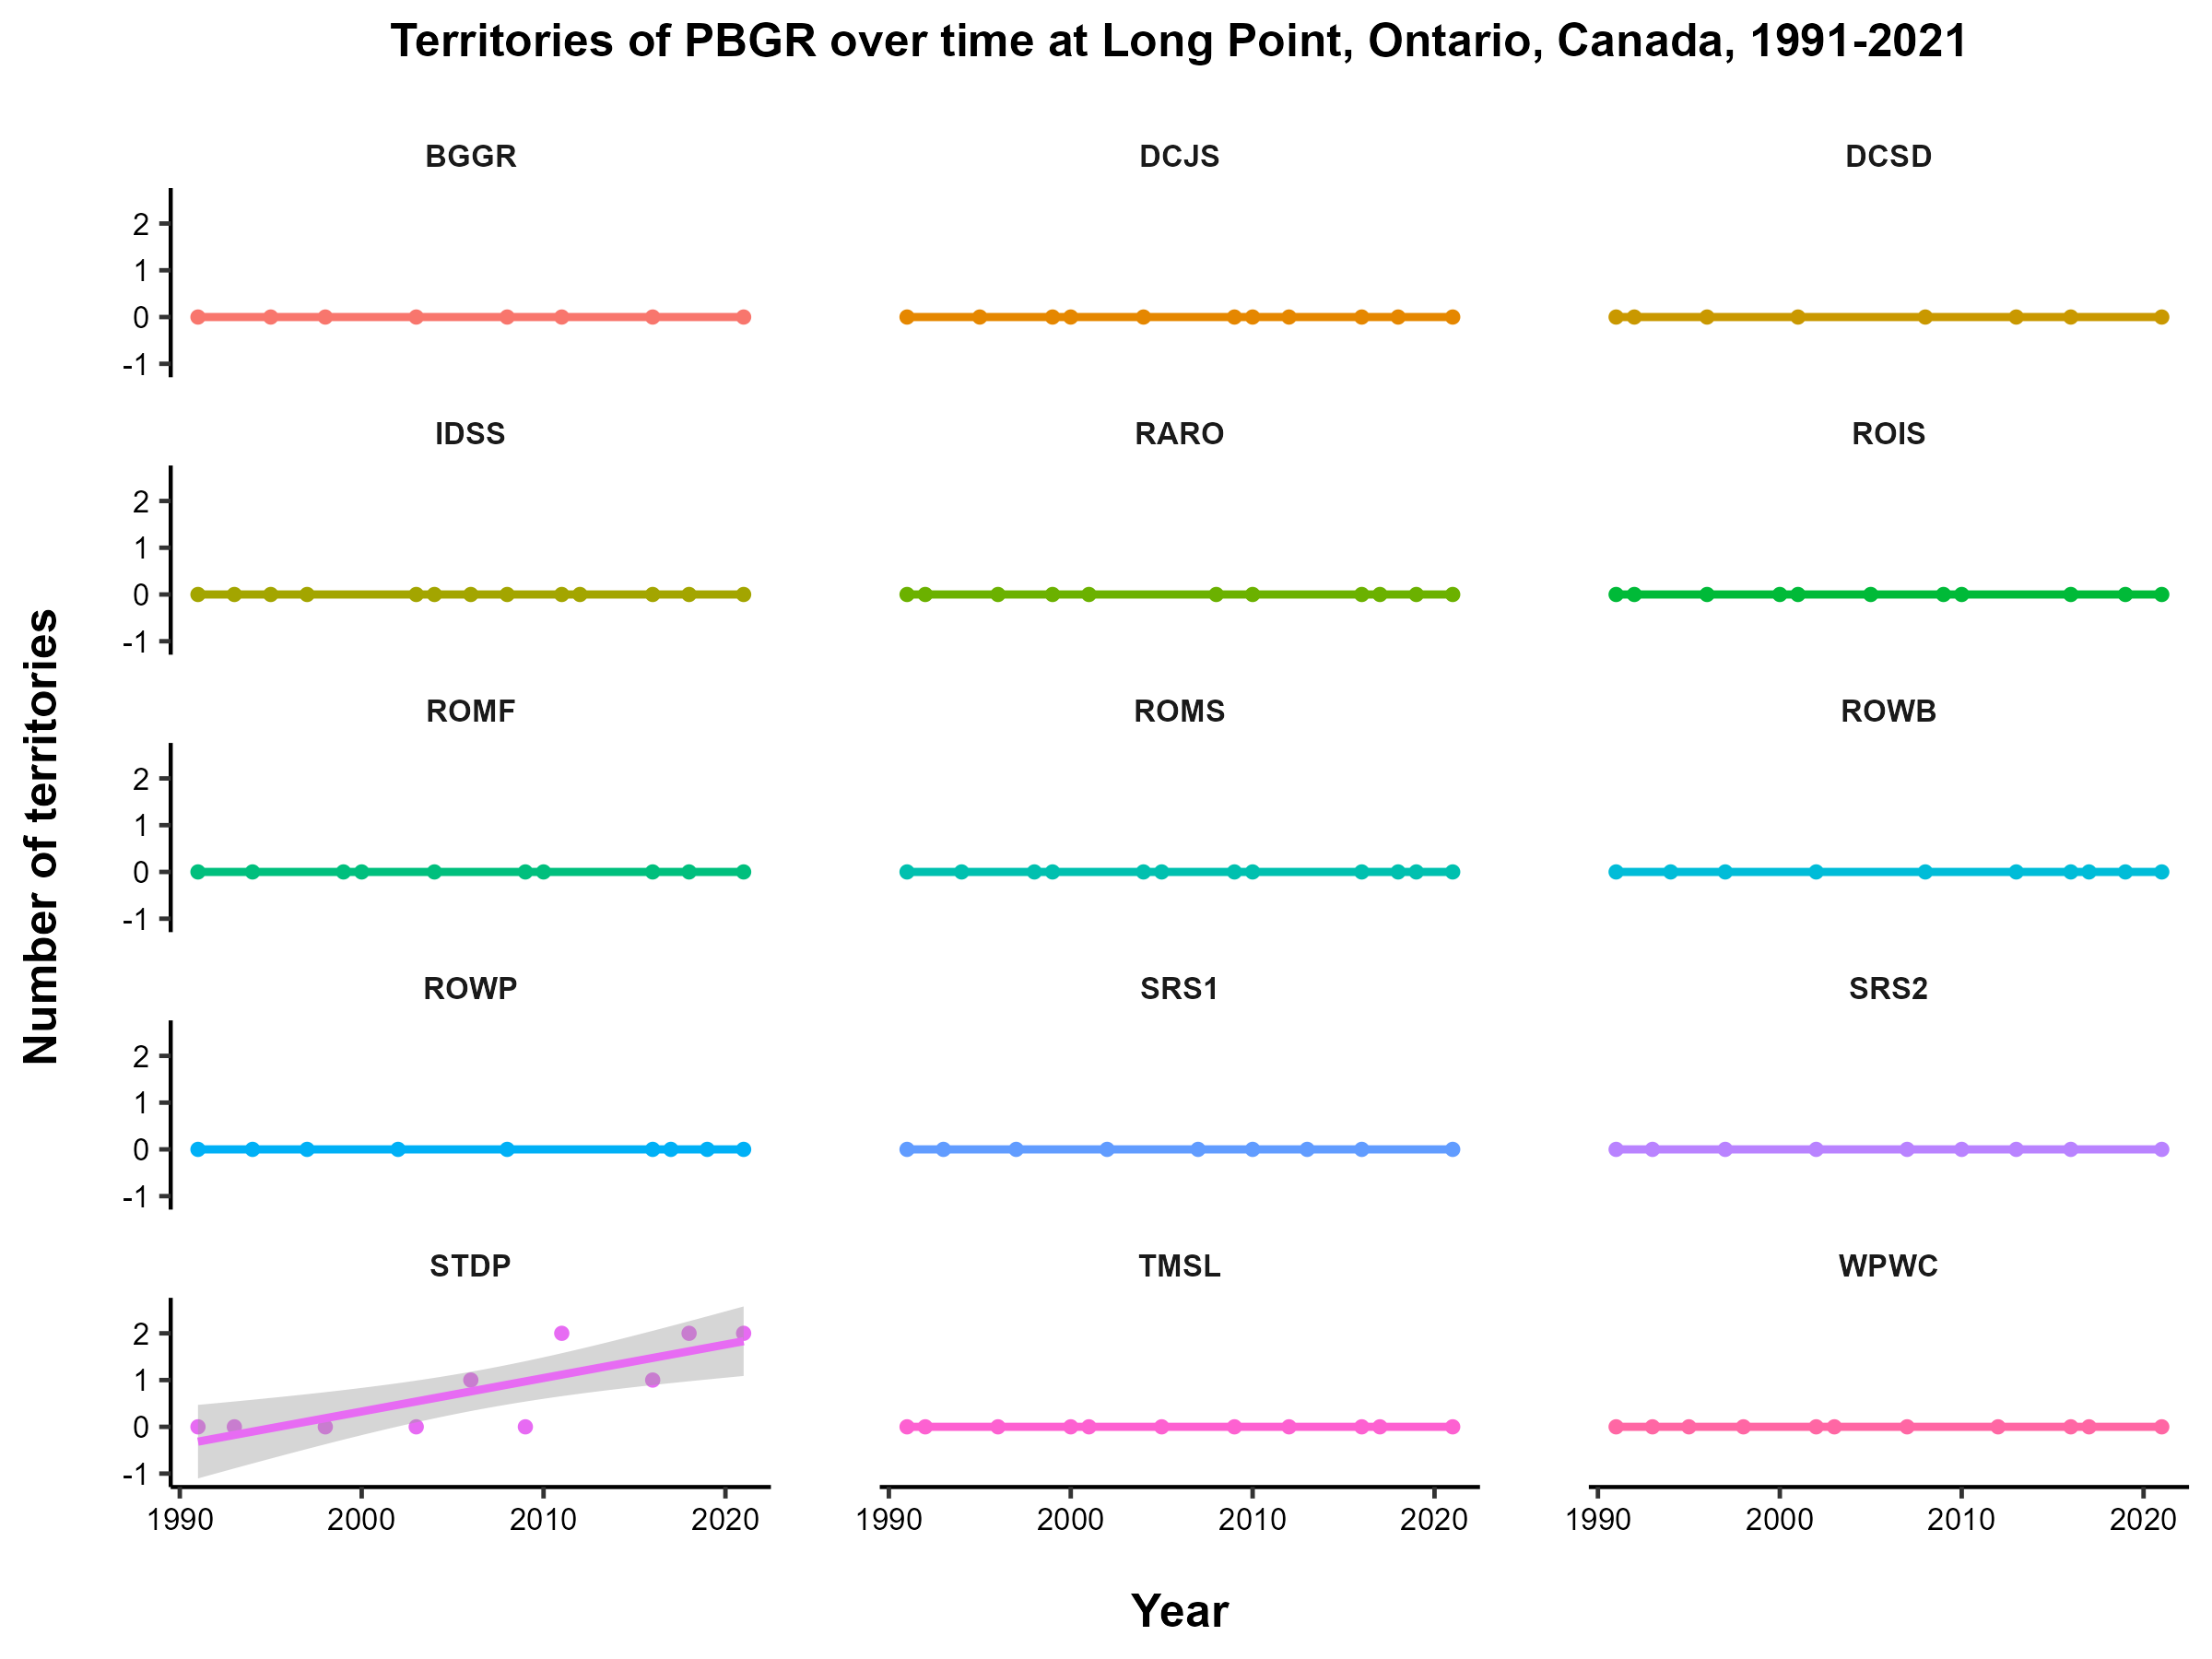 Territories of PBGR over time at Long Point, Ontario, Canada, 1991-2021
BGGR DCJS DCSD
2
1
0
-1
IDSS RARO ROIS
2
1
0
-1
ROMF ROMS ROWB
2
1
0
-1
ROWP SRS1 SRS2
2
1
0
-1
STDP TMSL WPWC
2
1
0
-1
1990 2000 2010 2020 1990 2000 2010 2020 1990 2000 2010 2020
Number of territories
Year